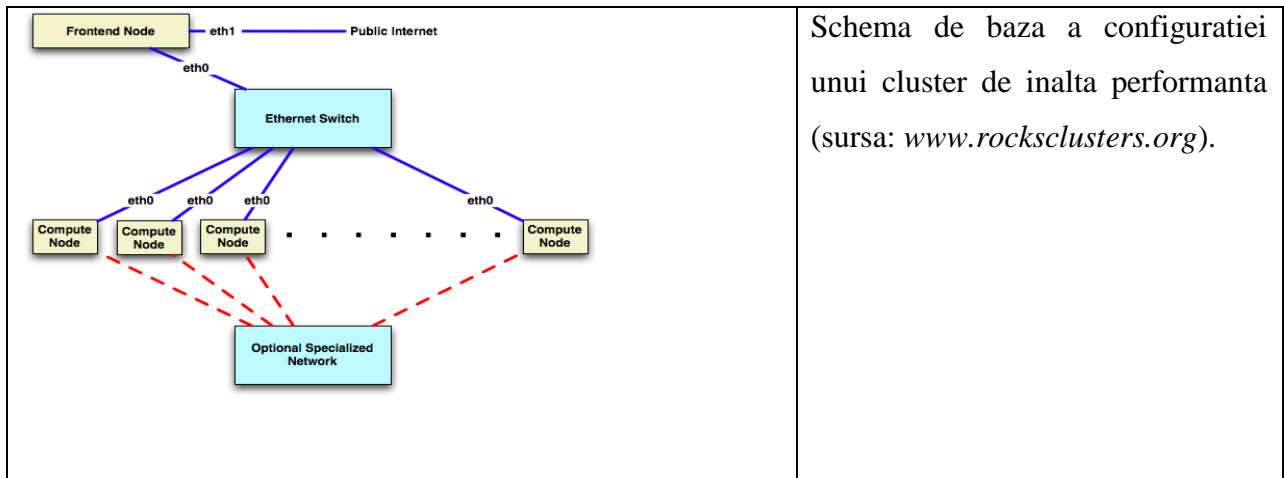 Frontend Node
eth1
Public Internet
eth0
Ethernet Switch
eth0
eth0
eth0
eth0
Compute
Node
Compute
Node
Compute
Node
Compute
Node
Optional Specialized
Network
Schema de baza a configuratiei
unui cluster de inalta performanta
(sursa: www.rocksclusters.org).